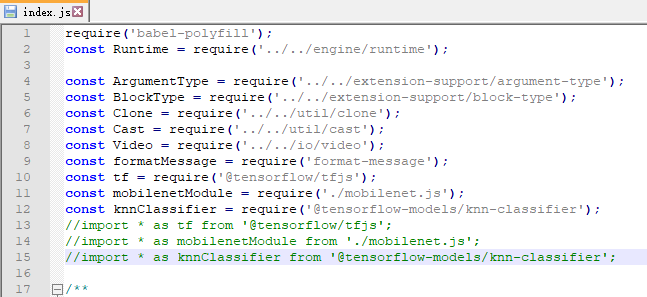 index.js
1 require('babel-polyfill');
2 const Runtime = require('../../engine/runtime');
3
4 const ArgumentType = require('../../extension-support/argument-type');
5 const BlockType = require('../../extension-support/block-type');
6 const Clone = require('../../util/clone');
7 const Cast = require('../../util/cast');
8 const Video = require('../../io/video');
9 const formatMessage = require('format-message');
10 const tf = require('@tensorflow/tfjs');
11 const mobilenetModule = require('./mobilenet.js');
12 const knnClassifier = require('@tensorflow-models/knn-classifier');
13 //import * as tf from '@tensorflow/tfjs';
14 //import * as mobilenetModule from './mobilenet.js';
15 //import * as knnClassifier from '@tensorflow-models/knn-classifier';
16
17 /**